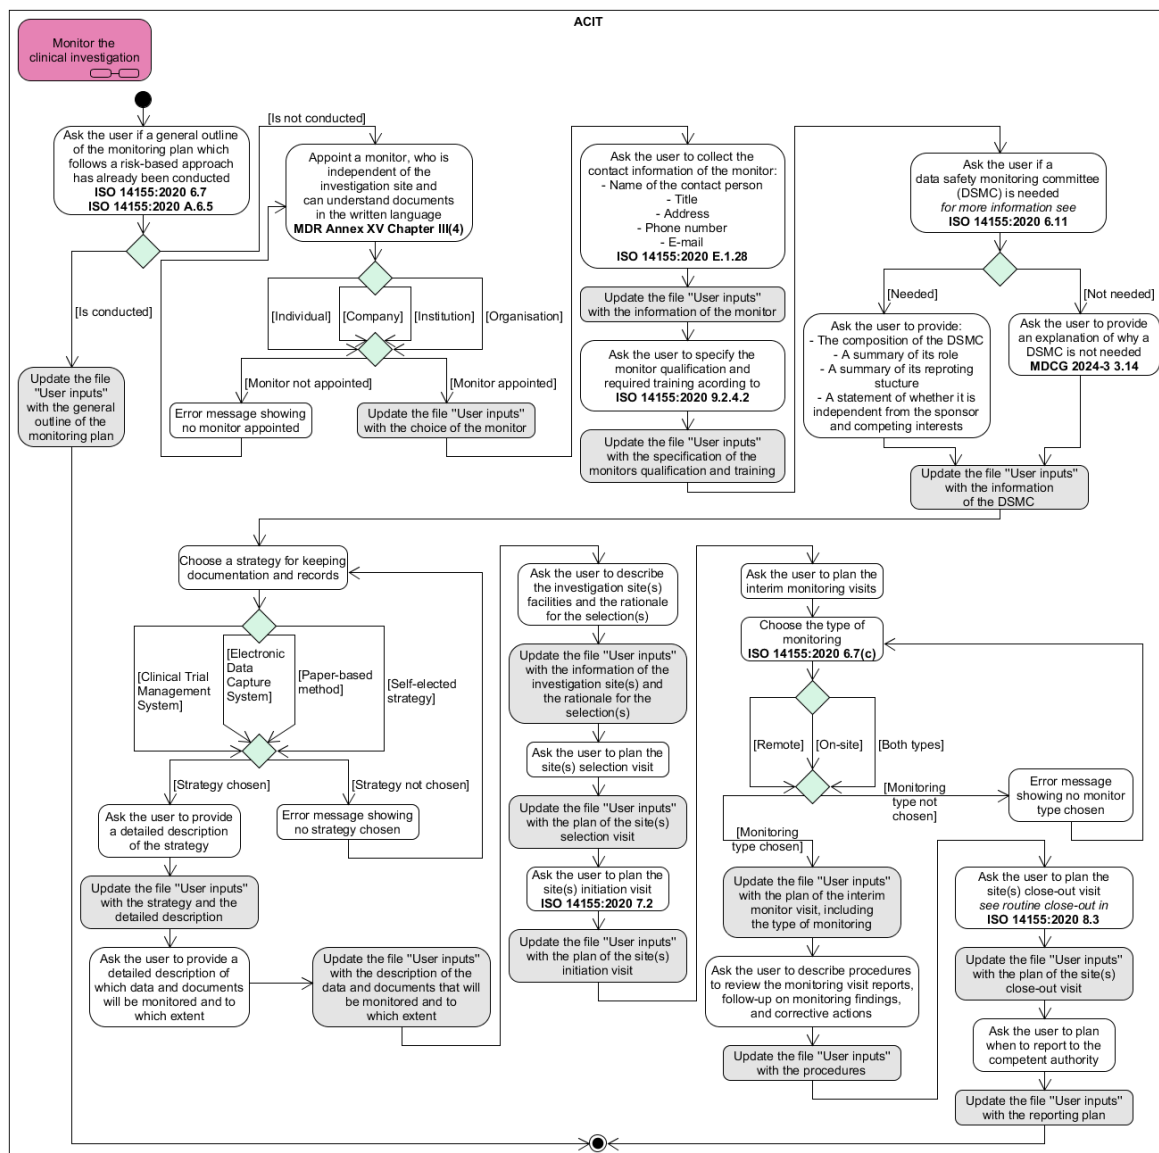 ACIT
Monitor the
clinical investigation
Ask the user if a general outline
of the monitoring plan which
follows a risk-based approach
has already been conducted
ISO 14155:2020 6.7
ISO 14155:2020 A.6.5
[Is not conducted]
[Is conducted]
Update the file
"User inputs"
with the general
outline of the
monitoring plan
Appoint a monitor, who is
independent of the
investigation site and
can understand documents
in the written language
MDR Annex XV Chapter III(4)
[Individual]
[Company]
[Institution]
[Organisation]
[Monitor not appointed]
[Monitor appointed]
Error message showing
no monitor appointed
Update the file "User inputs"
with the choice of the monitor
Ask the user to collect the
contact information of the monitor:
- Name of the contact person
- Title
- Address
- Phone number
- E-mail
ISO 14155:2020 E.1.28
Update the file "User inputs"
with the information of the monitor
Ask the user to specify the
monitor qualification and
required training acording to
ISO 14155:2020 9.2.4.2
Update the file "User inputs"
with the specification of the
monitors qualification and training
Ask the user if a
data safety monitoring committee
(DSMC) is needed
for more information see
ISO 14155:2020 6.11
[Needed]
[Not needed]
Ask the user to provide:
- The composition of the DSMC
- A summary of its role
- A summary of its reproting
stucture
- A statement of whether it is
independent from the sponsor
and competing interests
Ask the user to provide
an explanation of why a
DSMC is not needed
MDCG 2024-3 3.14
Update the file "User inputs"
with the information
of the DSMC
Choose a strategy for keeping
documentation and records
[Clinical Trial
Management
System]
[Electronic
Data
Capture
System]
[Paper-based
method]
[Self-elected
strategy]
[Strategy chosen]
[Strategy not chosen]
Ask the user to provide
a detailed description
of the strategy
Error message showing
no strategy chosen
Update the file "User inputs"
with the strategy and the
detailed description
Ask the user to provide a
detailed description of
which data and documents
will be monitored and to
which extent
Update the file "User inputs"
with the description of the
data and documents that will
be monitored and to
which extent
Ask the user to describe
the investigation site(s)
facilities and the rationale
for the selection(s)
Update the file "User inputs"
with the information of the
investigation site(s) and
the rationale for the
selection(s)
Ask the user to plan the
site(s) selection visit
Update the file "User inputs"
with the plan of the site(s)
selection visit
Ask the user to plan the
site(s) initiation visit
ISO 14155:2020 7.2
Update the file "User inputs"
with the plan of the site(s)
initiation visit
Ask the user to plan the
interim monitoring visits
Choose the type of
monitoring
ISO 14155:2020 6.7(c)
[Remote]
[On-site]
[Both types]
[Monitoring
type not
chosen]
[Monitoring
type chosen]
Error message
showing no monitor
type chosen
Update the file "User inputs"
with the plan of the interim
monitor visit, including
the type of monitoring
Ask the user to describe procedures
to review the monitoring visit reports,
follow-up on monitoring findings,
and corrective actions
Update the file "User inputs"
with the procedures
Ask the user to plan the
site(s) close-out visit
see routine close-out in
ISO 14155:2020 8.3
Update the file "User inputs"
with the plan of the site(s)
close-out visit
Ask the user to plan
when to report to the
competent authority
Update the file "User inputs"
with the reporting plan